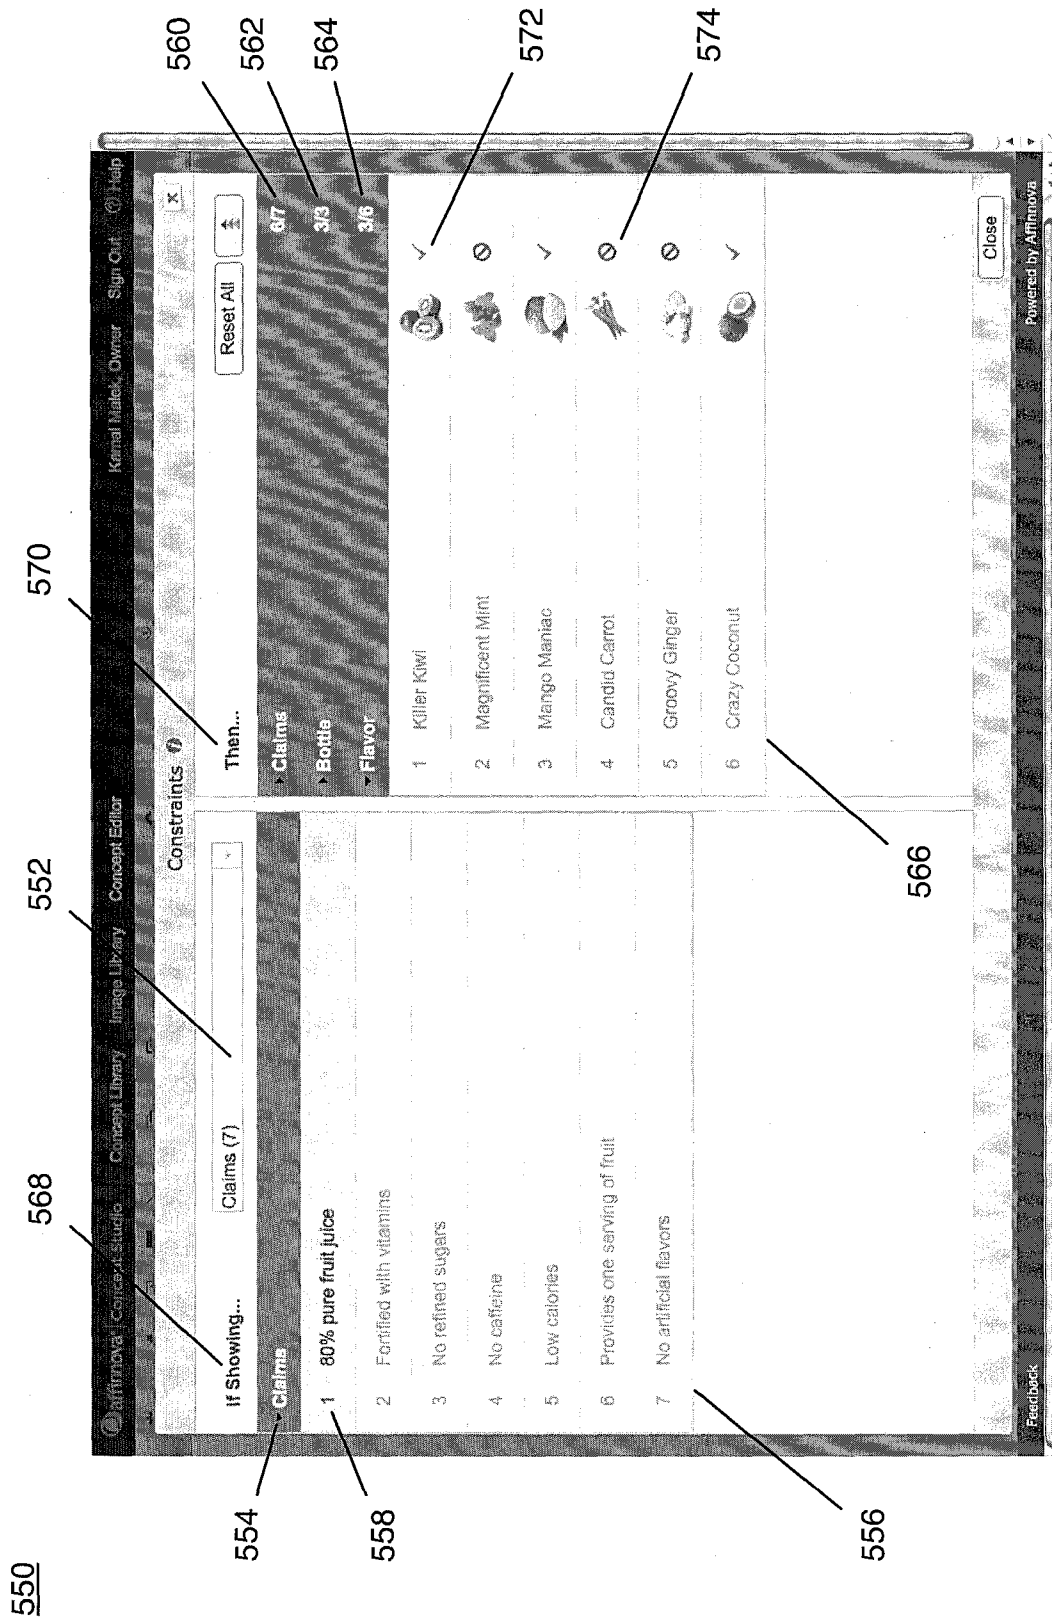 550
affinnova | Concept Studio Concept Library Image Library Concept Editor Kamal Malek, Owner Sign Out Help
Constraints
x
If Showing...
Claims (7)
Claims
1 80% pure fruit juice
2 Fortified with vitamins
3 No refined sugars
4 No caffeine
5 Low calories
6 Provides one serving of fruit
7 No artificial flavors
Then...
Reset All
Claims 6/7
Bottle 3/3
Flavor 3/6
1 Killer Kiwi
2 Magnificent Mint
3 Mango Maniac
4 Candid Carrot
5 Groovy Ginger
6 Crazy Coconut
Close
Feedback
Powered by Affinnova
568
552
570
554
558
556
566
560
562
564
572
574